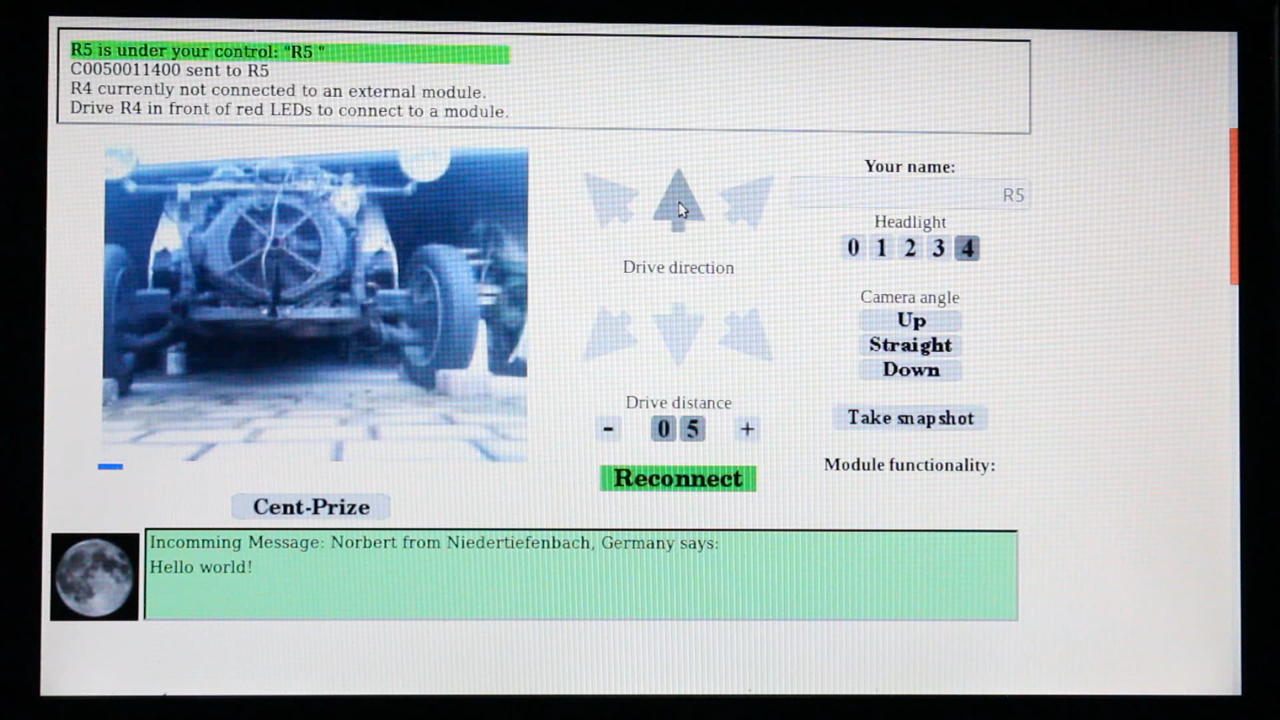 R5 is under your control: "R5 "
C0050011400 sent to R5
R4 currently not connected to an external module.
Drive R4 in front of red LEDs to connect to a module.
Your name:
R5
Headlight
0 1 2 3 4
Drive direction
Camera angle
Up
Straight
Down
Drive distance
- 0 5 +
Take snapshot
Module functionality:
Reconnect
Cent-Prize
Incomming Message: Norbert from Niedertiefenbach, Germany says:
Hello world!